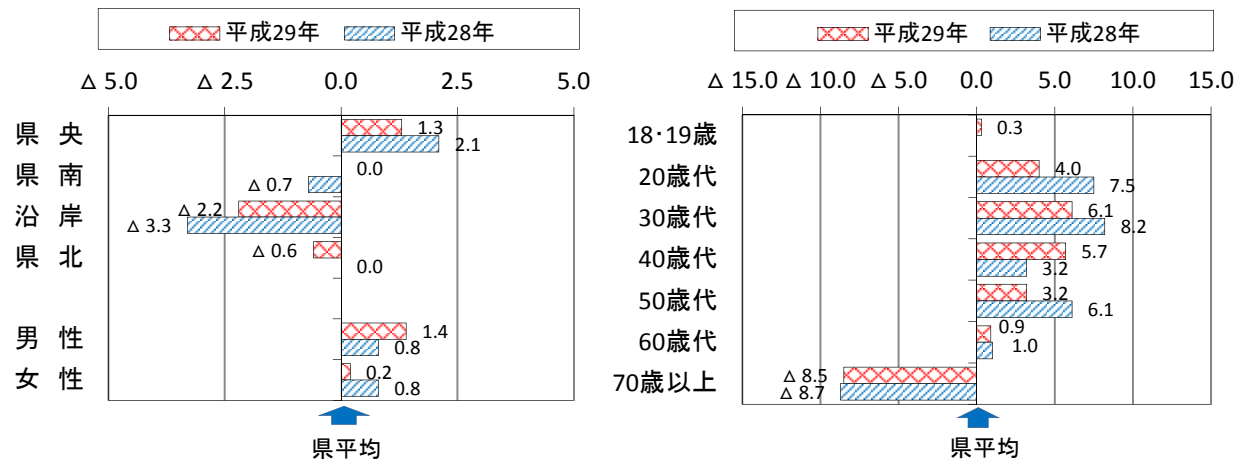 平成29年 平成28年
△ 5.0 △ 2.5 0.0 2.5 5.0
県 央 1.3
2.1
県 南 0.0
△ 0.7
沿 岸 △ 2.2
△ 3.3
県 北 △ 0.6
0.0
男 性 1.4
0.8
女 性 0.2
0.8
県平均
平成29年 平成28年
△ 15.0 △ 10.0 △ 5.0 0.0 5.0 10.0 15.0
18・19歳 0.3
20歳代 4.0
7.5
30歳代 6.1
8.2
40歳代 5.7
3.2
50歳代 3.2
6.1
60歳代 0.9
1.0
70歳以上 △ 8.5
△ 8.7
県平均